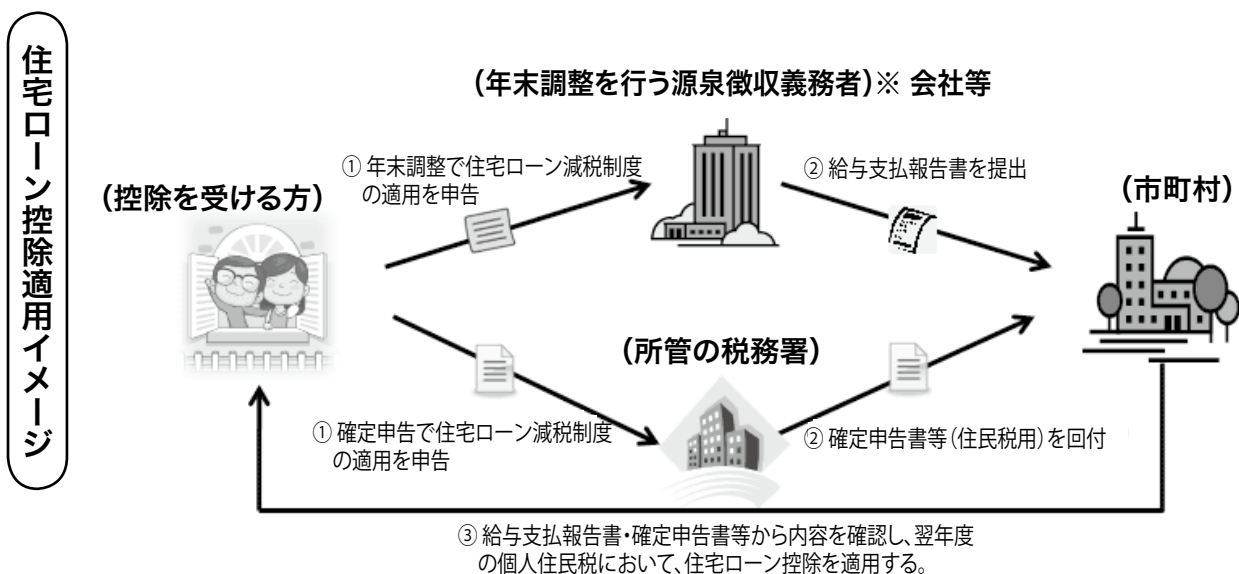 住宅ローン控除適用イメージ
(年末調整を行う源泉徴収義務者)※ 会社等
① 年末調整で住宅ローン減税制度
の適用を申告
② 給与支払報告書を提出
(控除を受ける方)
(市町村)
(所管の税務署)
① 確定申告で住宅ローン減税制度
の適用を申告
② 確定申告書等(住民税用)を回付
③ 給与支払報告書・確定申告書等から内容を確認し、翌年度
の個人住民税において、住宅ローン控除を適用する。